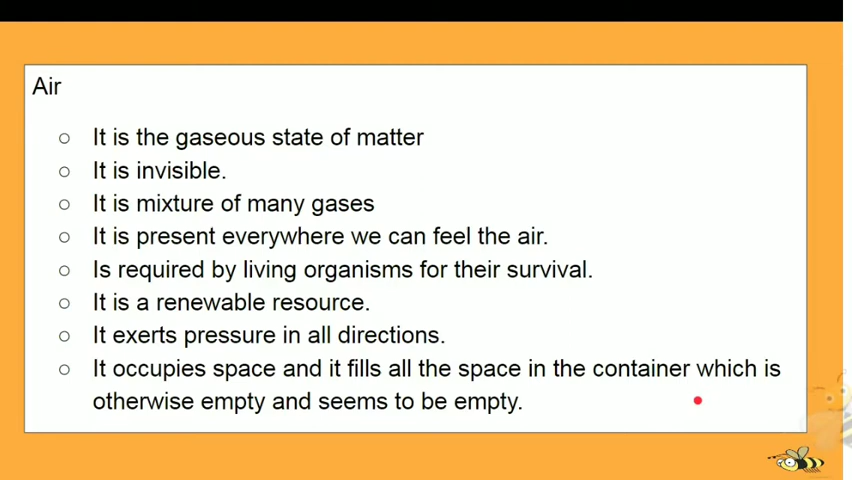 Air
○ It is the gaseous state of matter
○ It is invisible.
○ It is mixture of many gases
○ It is present everywhere we can feel the air.
○ Is required by living organisms for their survival.
○ It is a renewable resource.
○ It exerts pressure in all directions.
○ It occupies space and it fills all the space in the container which is
otherwise empty and seems to be empty.